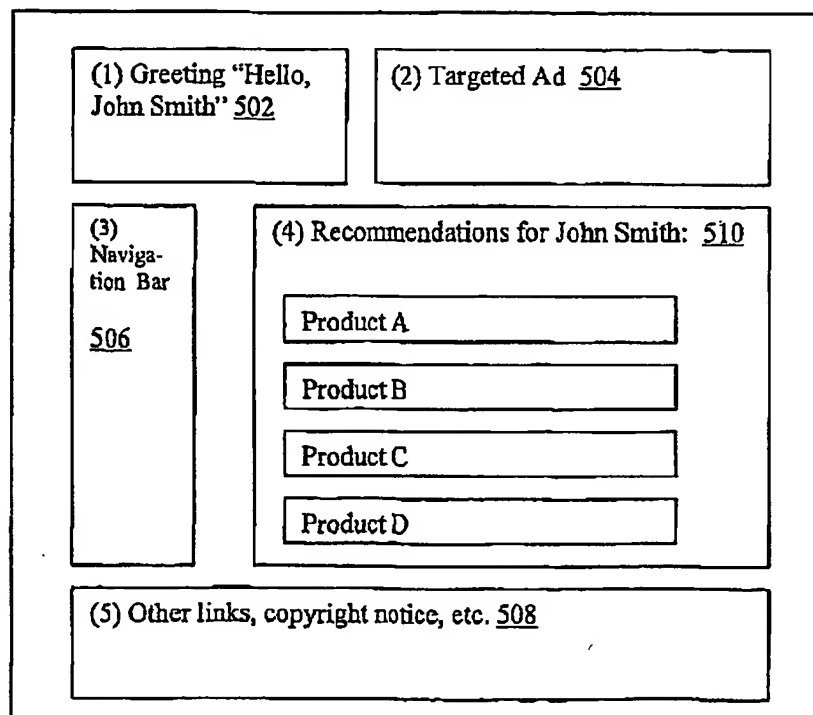 (1) Greeting “Hello,
John Smith” 502
(2) Targeted Ad 504
(3)
Naviga-
tion Bar
506
(4) Recommendations for John Smith: 510
Product A
Product B
Product C
Product D
(5) Other links, copyright notice, etc. 508